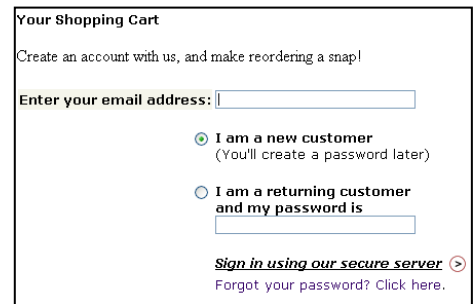 Your Shopping Cart
Create an account with us, and make reordering a snap!
Enter your email address:
I am a new customer
(You'll create a password later)
I am a returning customer
and my password is
Sign in using our secure server
Forgot your password? Click here.